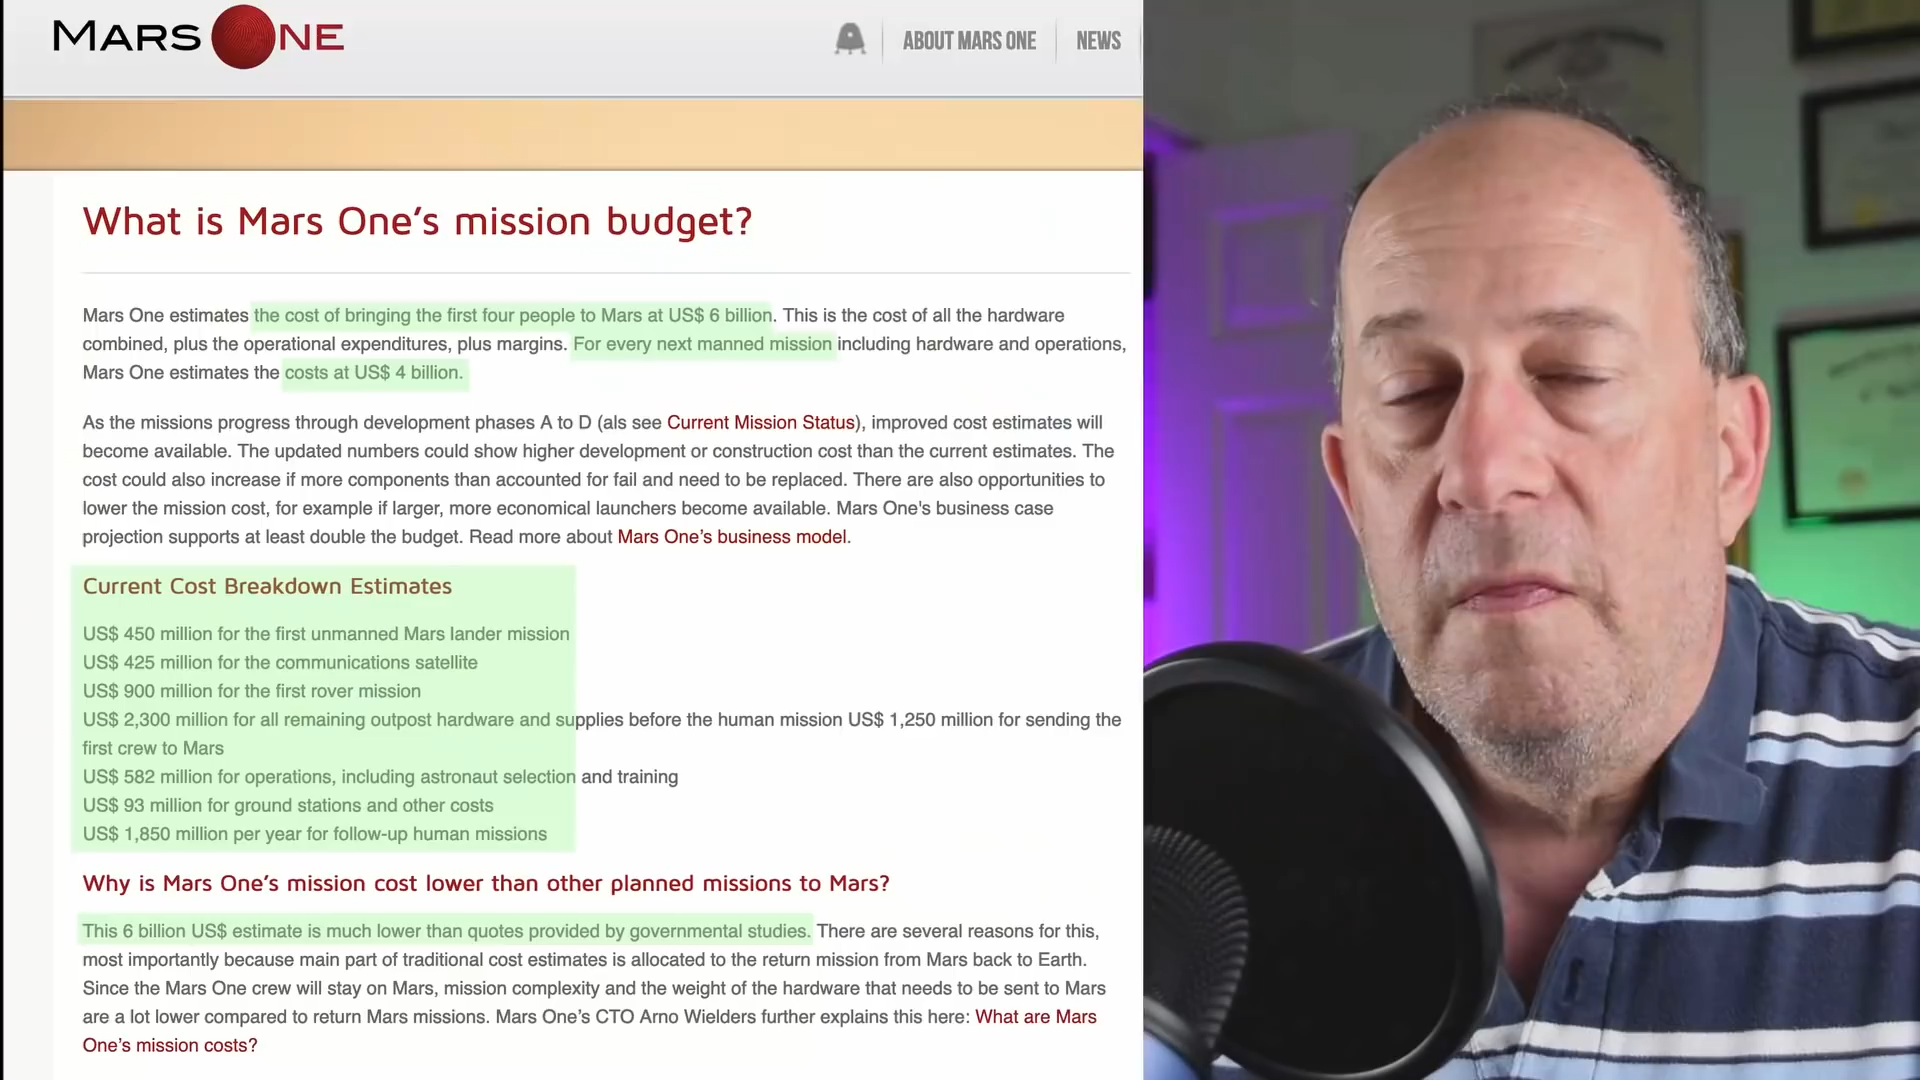 MARS ONE
ABOUT MARS ONE
NEWS
What is Mars One's mission budget?
Mars One estimates the cost of bringing the first four people to Mars at US$ 6 billion. This is the cost of all the hardware
combined, plus the operational expenditures, plus margins. For every next manned mission including hardware and operations,
Mars One estimates the costs at US$ 4 billion.
As the missions progress through development phases A to D (als see Current Mission Status), improved cost estimates will
become available. The updated numbers could show higher development or construction cost than the current estimates. The
cost could also increase if more components than accounted for fail and need to be replaced. There are also opportunities to
lower the mission cost, for example if larger, more economical launchers become available. Mars One's business case
projection supports at least double the budget. Read more about Mars One's business model.
Current Cost Breakdown Estimates
US$ 450 million for the first unmanned Mars lander mission
US$ 425 million for the communications satellite
US$ 900 million for the first rover mission
US$ 2,300 million for all remaining outpost hardware and supplies before the human mission US$ 1,250 million for sending the
first crew to Mars
US$ 582 million for operations, including astronaut selection and training
US$ 93 million for ground stations and other costs
US$ 1,850 million per year for follow-up human missions
Why is Mars One's mission cost lower than other planned missions to Mars?
This 6 billion US$ estimate is much lower than quotes provided by governmental studies. There are several reasons for this,
most importantly because main part of traditional cost estimates is allocated to the return mission from Mars back to Earth.
Since the Mars One crew will stay on Mars, mission complexity and the weight of the hardware that needs to be sent to Mars
are a lot lower compared to return Mars missions. Mars One's CTO Arno Wielders further explains this here: What are Mars
One's mission costs?